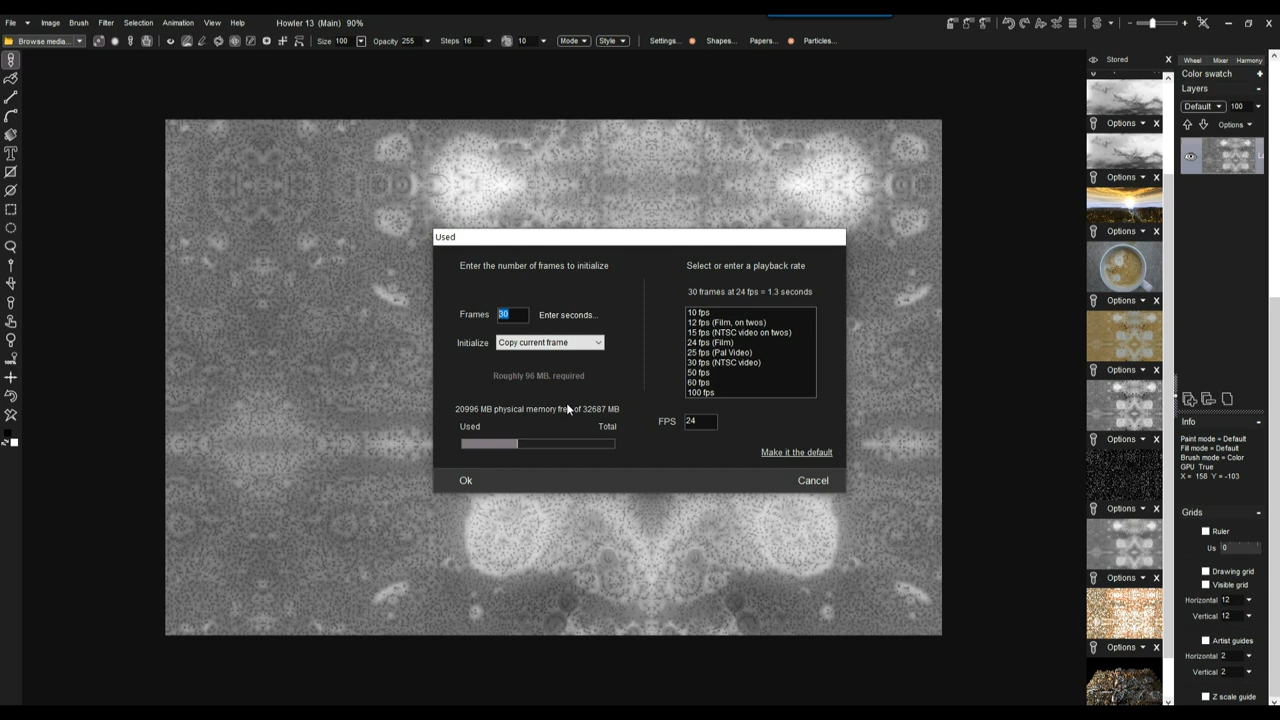 File Image Brush Filter Selection Animation View Help Howler 13 (Main) 90%
Browse media... Size 100 Opacity 255 Steps 16 10 Mode Style Settings... Shapes... Papers... Particles...
Stored
Options X
Options X
Options X
Options X
Options X
Options X
Options X
Options X
Options X
Wheel Mixer Harmony
Color swatch +
Layers -
Default 100
Options
Used
Enter the number of frames to initialize
Frames 30 Enter seconds...
Initialize Copy current frame
Roughly 96 MB. required
20996 MB physical memory free of 32687 MB
Used Total
Select or enter a playback rate
30 frames at 24 fps = 1.3 seconds
10 fps
12 fps (Film, on twos)
15 fps (NTSC video on twos)
24 fps (Film)
25 fps (Pal Video)
30 fps (NTSC video)
50 fps
60 fps
100 fps
FPS 24
Make it the default
Ok Cancel
Info -
Paint mode = Default
Fill mode = Default
Brush mode = Color
GPU True
X = 158 Y = -103
Grids -
Ruler
Us 0
Drawing grid
Visible grid
Horizontal 12
Vertical 12
Artist guides
Horizontal 2
Vertical 2
Z scale guide